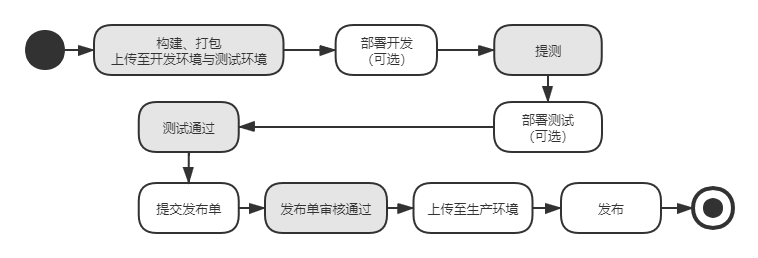 构建、打包
上传至开发环境与测试环境
部署开发
(可选)
提测
部署测试
(可选)
测试通过
提交发布单
发布单审核通过
上传至生产环境
发布